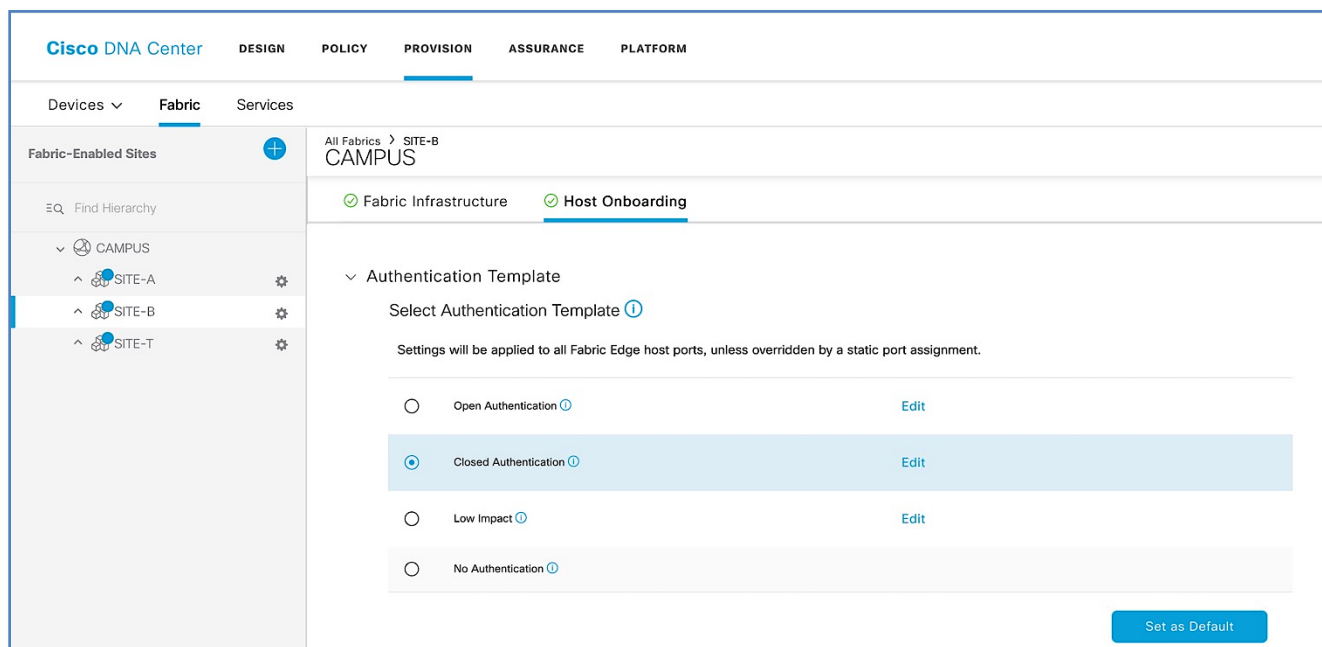 Cisco DNA Center DESIGN POLICY PROVISION ASSURANCE PLATFORM
Devices Fabric Services
Fabric-Enabled Sites
Find Hierarchy
CAMPUS
SITE-A
SITE-B
SITE-T
All Fabrics > SITE-B
CAMPUS
Fabric Infrastructure Host Onboarding
Authentication Template
Select Authentication Template
Settings will be applied to all Fabric Edge host ports, unless overridden by a static port assignment.
Open Authentication Edit
Closed Authentication Edit
Low Impact Edit
No Authentication
Set as Default